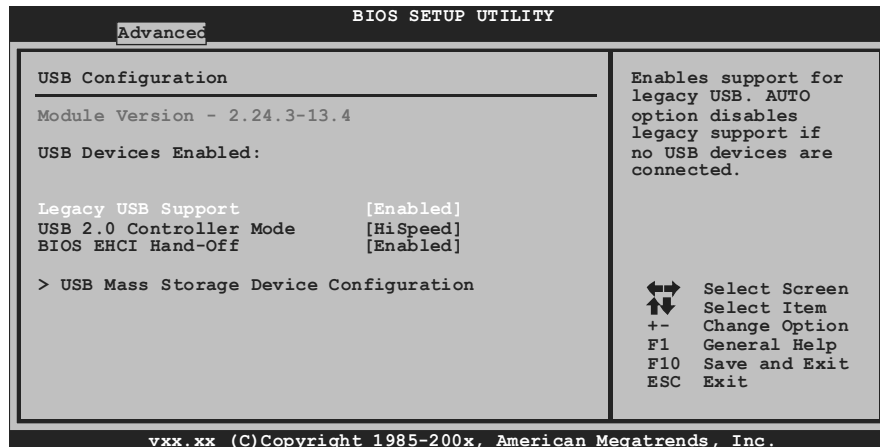 BIOS SETUP UTILITY
Advanced
USB Configuration
Module Version - 2.24.3-13.4
USB Devices Enabled:
Legacy USB Support [Enabled]
USB 2.0 Controller Mode [HiSpeed]
BIOS EHCI Hand-Off [Enabled]
> USB Mass Storage Device Configuration
Enables support for
legacy USB. AUTO
option disables
legacy support if
no USB devices are
connected.
Select Screen
Select Item
+- Change Option
F1 General Help
F10 Save and Exit
ESC Exit
vxx.xx (C)Copyright 1985-200x, American Megatrends, Inc.